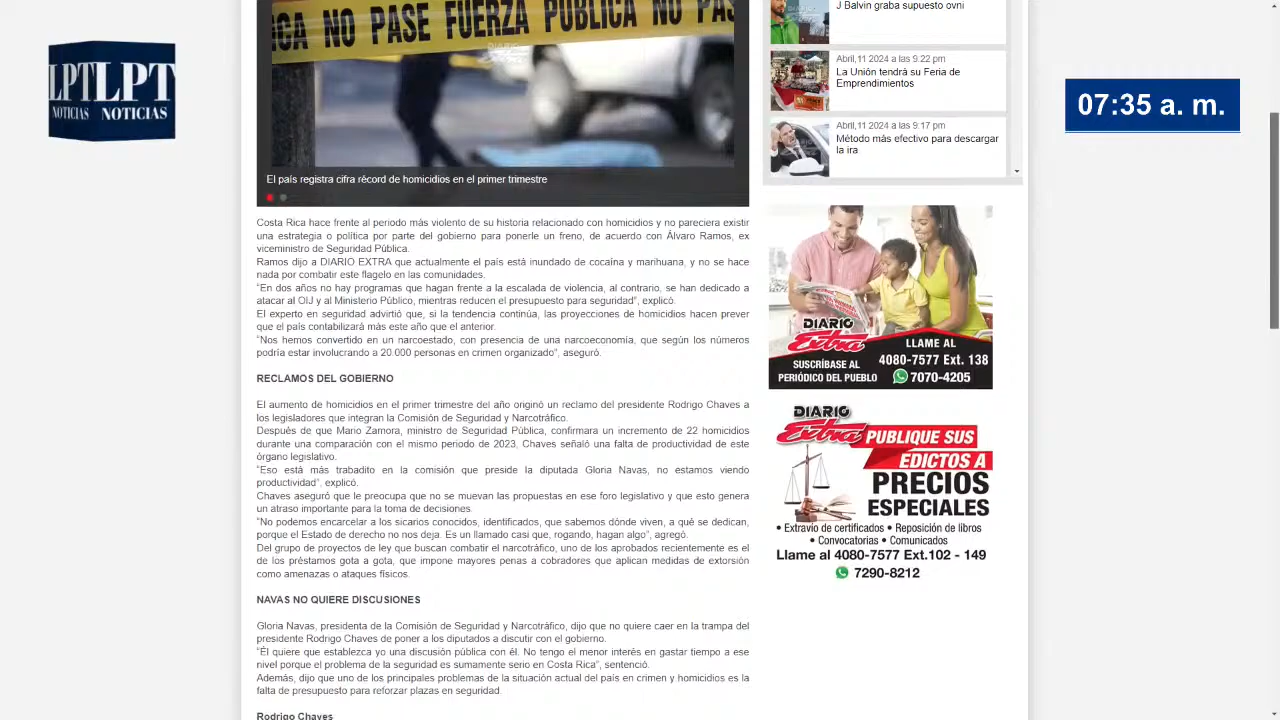 ICA NO PASE FUERZA PÚBLICA NO PAS
LPT LPT
NOTICIAS NOTICIAS
07:35 a. m.
El país registra cifra récord de homicidios en el primer trimestre
Costa Rica hace frente al periodo más violento de su historia relacionado con homicidios y no pareciera existir
una estrategia o política por parte del gobierno para ponerle un freno, de acuerdo con Álvaro Ramos, ex
viceministro de Seguridad Pública.
Ramos dijo a DIARIO EXTRA que actualmente el país está inundado de cocaína y marihuana, y no se hace
nada por combatir este flagelo en las comunidades.
“En dos años no hay programas que hagan frente a la escalada de violencia, al contrario, se han dedicado a
atacar al OIJ y al Ministerio Público, mientras reducen el presupuesto para seguridad”, explicó.
El experto en seguridad advirtió que, si la tendencia continúa, las proyecciones de homicidios hacen prever
que el país contabilizará más este año que el anterior.
“Nos hemos convertido en un narcoestado, con presencia de una narcoeconomía, que según los números
podría estar involucrando a 20.000 personas en crimen organizado”, aseguró.
RECLAMOS DEL GOBIERNO
El aumento de homicidios en el primer trimestre del año originó un reclamo del presidente Rodrigo Chaves a
los legisladores que integran la Comisión de Seguridad y Narcotráfico.
Después de que Mario Zamora, ministro de Seguridad Pública, confirmara un incremento de 22 homicidios
durante una comparación con el mismo periodo de 2023, Chaves señaló una falta de productividad de este
órgano legislativo.
“Eso está más trabadito en la comisión que preside la diputada Gloria Navas, no estamos viendo
productividad”, explicó.
Chaves aseguró que le preocupa que no se muevan las propuestas en ese foro legislativo y que esto genera
un atraso importante para la toma de decisiones.
“No podemos encarcelar a los sicarios conocidos, identificados, que sabemos dónde viven, a qué se dedican,
porque el Estado de derecho no nos deja. Es un llamado casi que, rogando, hagan algo”, agregó.
Del grupo de proyectos de ley que buscan combatir el narcotráfico, uno de los aprobados recientemente es el
de los préstamos gota a gota, que impone mayores penas a cobradores que aplican medidas de extorsión
como amenazas o ataques físicos.
NAVAS NO QUIERE DISCUSIONES
Gloria Navas, presidenta de la Comisión de Seguridad y Narcotráfico, dijo que no quiere caer en la trampa del
presidente Rodrigo Chaves de poner a los diputados a discutir con el gobierno.
“Él quiere que establezca yo una discusión pública con él. No tengo el menor interés en gastar tiempo a ese
nivel porque el problema de la seguridad es sumamente serio en Costa Rica”, sentenció.
Además, dijo que uno de los principales problemas de la situación actual del país en crimen y homicidios es la
falta de presupuesto para reforzar plazas en seguridad.
Rodrigo Chaves
J Balvin graba supuesto ovni
Abril,11 2024 a las 9:22 pm
La Unión tendrá su Feria de
Emprendimientos
Abril,11 2024 a las 9:17 pm
Método más efectivo para descargar
la ira
DIARIO
Extra
SUSCRÍBASE AL
PERIÓDICO DEL PUEBLO
LLAME AL
4080-7577 Ext. 138
7070-4205
DIARIO
Extra
PUBLIQUE SUS
EDICTOS A
PRECIOS
ESPECIALES
• Extravio de certificados • Reposición de libros
• Convocatorias • Comunicados
Llame al 4080-7577 Ext.102 - 149
7290-8212